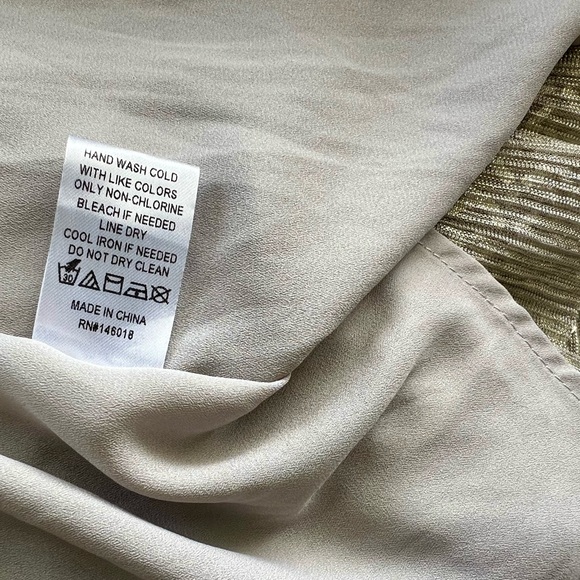 HAND WASH COLD
WITH LIKE COLORS
ONLY NON-CHLORINE
BLEACH IF NEEDED
LINE DRY
COOL IRON IF NEEDED
DO NOT DRY CLEAN
30
MADE IN CHINA
RN#146018